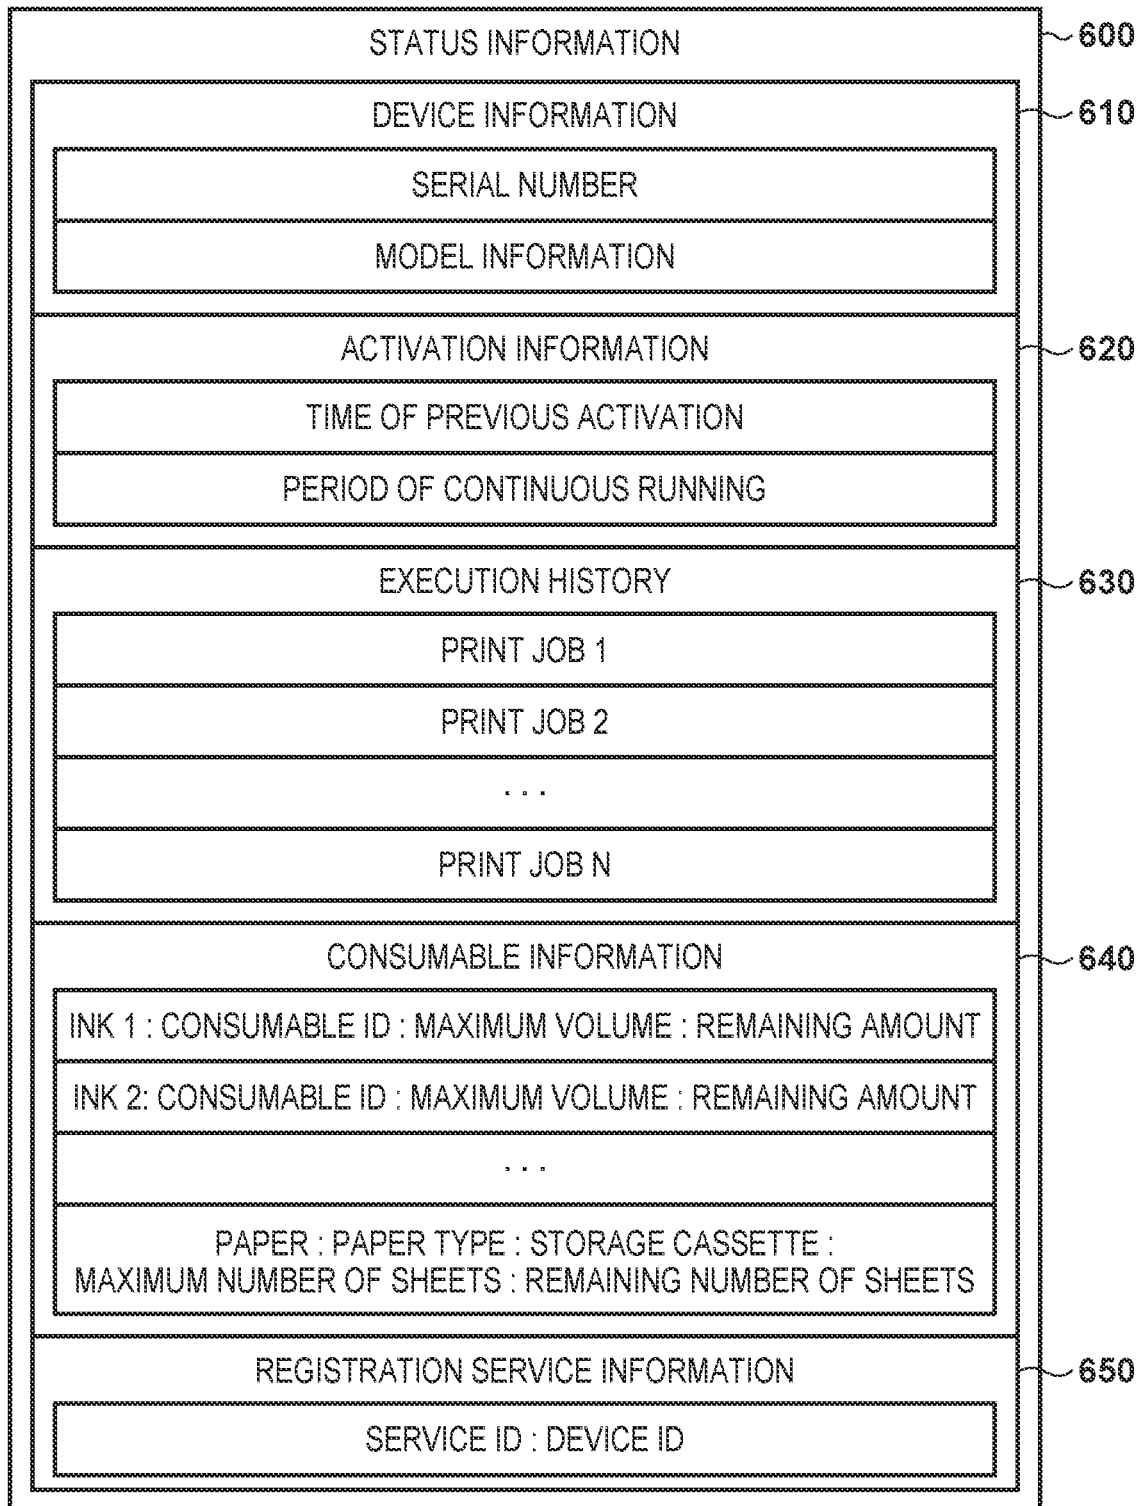 STATUS INFORMATION 600
DEVICE INFORMATION 610
SERIAL NUMBER
MODEL INFORMATION
ACTIVATION INFORMATION 620
TIME OF PREVIOUS ACTIVATION
PERIOD OF CONTINUOUS RUNNING
EXECUTION HISTORY 630
PRINT JOB 1
PRINT JOB 2
...
PRINT JOB N
CONSUMABLE INFORMATION 640
INK 1 : CONSUMABLE ID : MAXIMUM VOLUME : REMAINING AMOUNT
INK 2: CONSUMABLE ID : MAXIMUM VOLUME : REMAINING AMOUNT
...
PAPER : PAPER TYPE : STORAGE CASSETTE :
MAXIMUM NUMBER OF SHEETS : REMAINING NUMBER OF SHEETS
REGISTRATION SERVICE INFORMATION 650
SERVICE ID : DEVICE ID